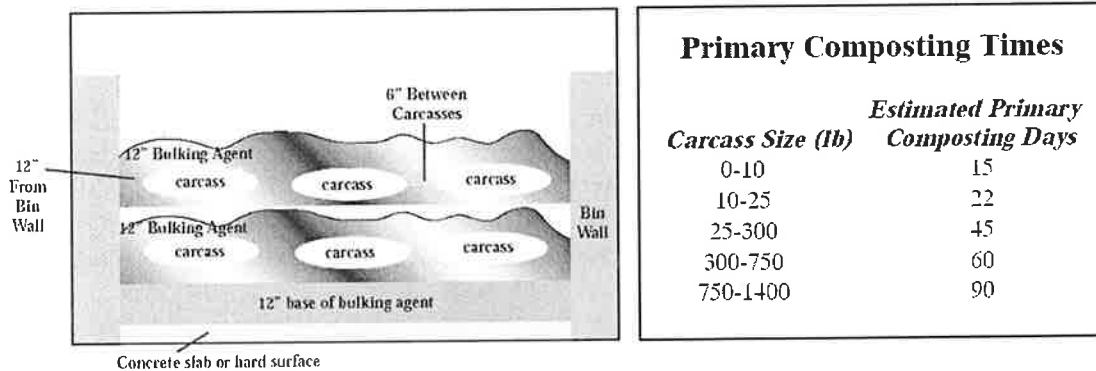 6" Between
Carcasses
12" Bulking Agent
12"
From
Bin
Wall
carcass
carcass
carcass
12" Bulking Agent
Bin
Wall
carcass
carcass
carcass
12" base of bulking agent
Concrete slab or hard surface
Primary Composting Times
Estimated Primary
Carcass Size (lb) Composting Days
0-10 15
10-25 22
25-300 45
300-750 60
750-1400 90